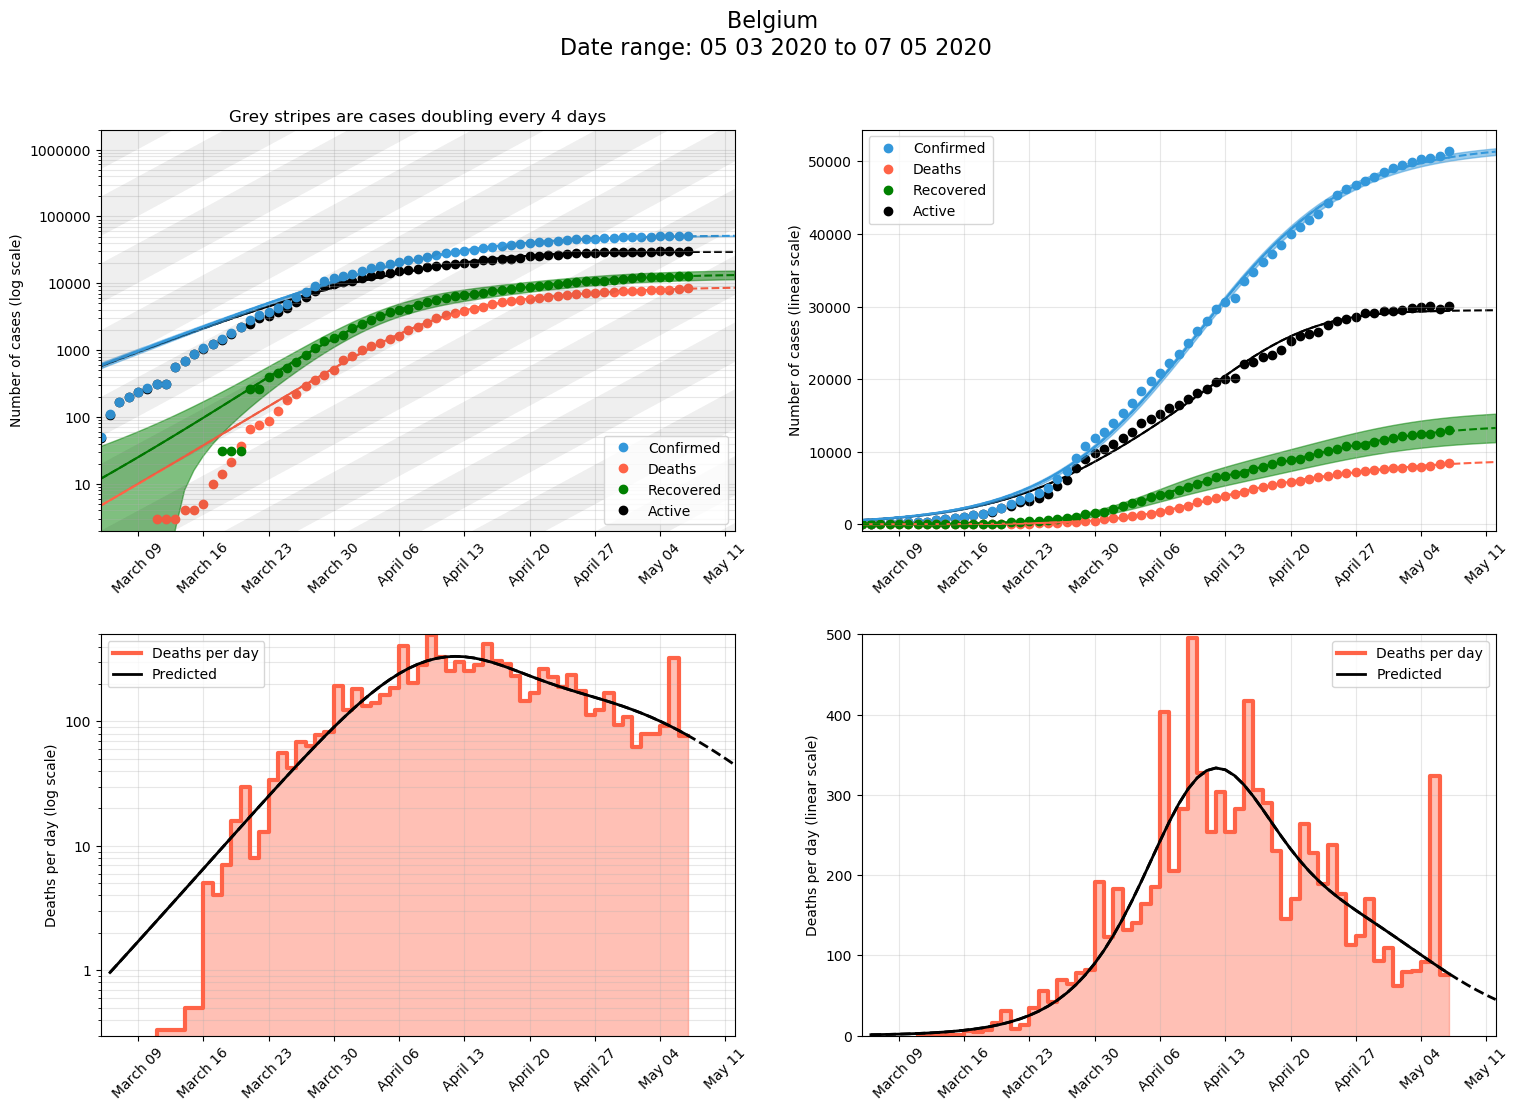 Belgium
Date range: 05 03 2020 to 07 05 2020
Grey stripes are cases doubling every 4 days
Number of cases (log scale)
1000000
100000
10000
1000
100
10
Confirmed
Deaths
Recovered
Active
March 09
March 16
March 23
March 30
April 06
April 13
April 20
April 27
May 04
May 11
Number of cases (linear scale)
50000
40000
30000
20000
10000
0
Confirmed
Deaths
Recovered
Active
March 09
March 16
March 23
March 30
April 06
April 13
April 20
April 27
May 04
May 11
Deaths per day (log scale)
100
10
1
Deaths per day
Predicted
March 09
March 16
March 23
March 30
April 06
April 13
April 20
April 27
May 04
May 11
Deaths per day (linear scale)
500
400
300
200
100
0
Deaths per day
Predicted
March 09
March 16
March 23
March 30
April 06
April 13
April 20
April 27
May 04
May 11